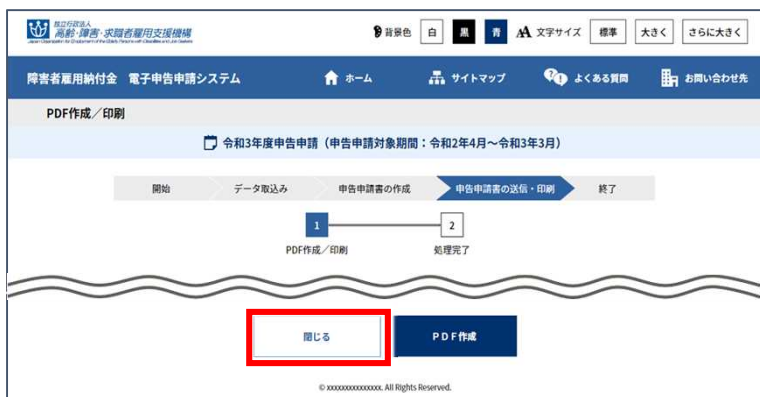 独立行政法人
高齢・障害・求職者雇用支援機構
背景色 白 黒 青 AA 文字サイズ 標準 大きく さらに大きく
障害者雇用納付金 電子申告申請システム ホーム サイトマップ よくある質問 お問い合わせ先
PDF作成／印刷
令和3年度申告申請（申告申請対象期間：令和2年4月～令和3年3月）
開始 データ取込み 申告申請書の作成 申告申請書の送信・印刷 終了
1 2
PDF作成／印刷 処理完了
閉じる PDF作成
© xxxxxxxxxxxxxxx. All Rights Reserved.